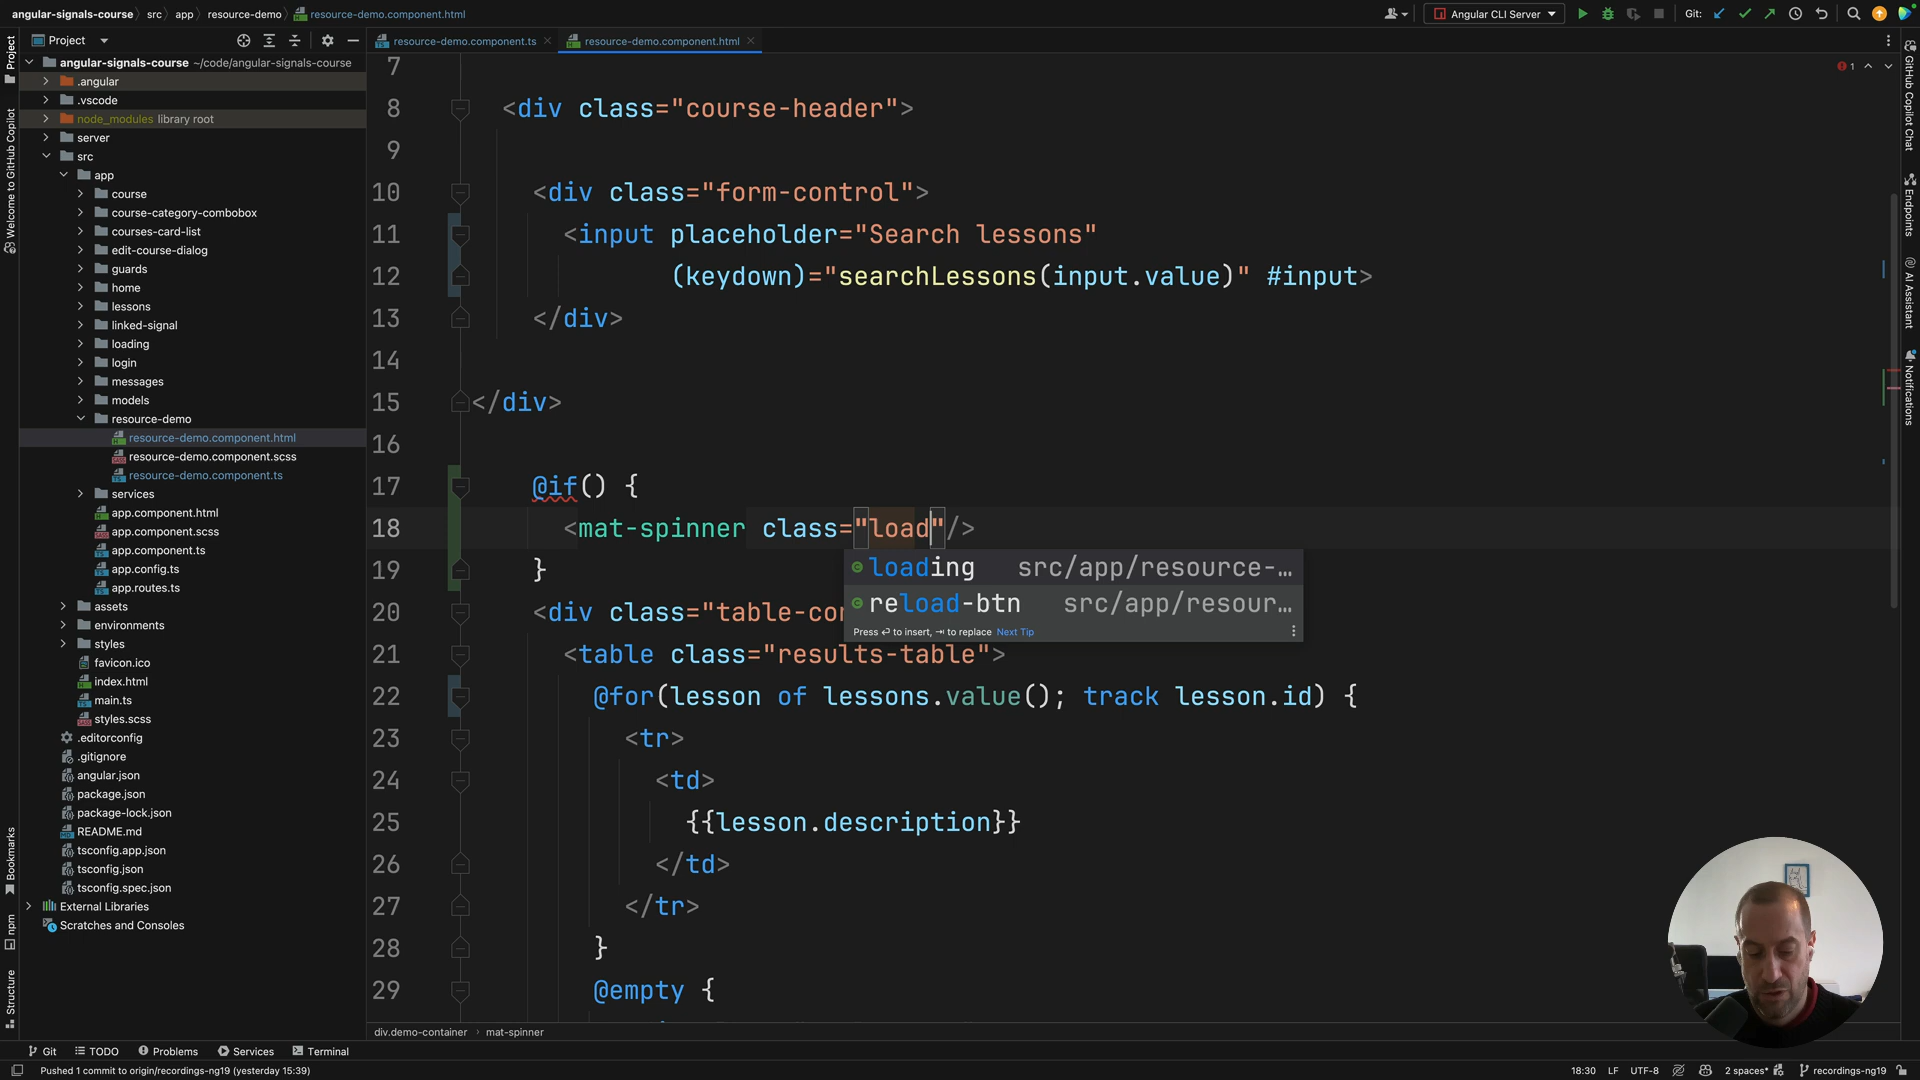 angular-signals-course › src › app › resource-demo › resource-demo.component.html
Angular CLI Server
Git:
Project
resource-demo.component.ts
resource-demo.component.html
angular-signals-course ~/code/angular-signals-course
.angular
.vscode
node_modules library root
server
src
app
course
course-category-combobox
courses-card-list
edit-course-dialog
guards
home
lessons
linked-signal
loading
login
messages
models
resource-demo
resource-demo.component.html
resource-demo.component.scss
resource-demo.component.ts
services
app.component.html
app.component.scss
app.component.ts
app.config.ts
app.routes.ts
assets
environments
styles
favicon.ico
index.html
main.ts
styles.scss
.editorconfig
.gitignore
angular.json
package.json
package-lock.json
README.md
tsconfig.app.json
tsconfig.json
tsconfig.spec.json
External Libraries
Scratches and Consoles
Project
Welcome to GitHub Copilot
Bookmarks
npm
Structure
7
8 <div class="course-header">
9
10 <div class="form-control">
11 <input placeholder="Search lessons"
12 (keydown)="searchLessons(input.value)" #input>
13 </div>
14
15 </div>
16
17 @if() {
18 <mat-spinner class="load"/>
19 }
20 <div class="table-co
21 <table class="results-table">
22 @for(lesson of lessons.value(); track lesson.id) {
23 <tr>
24 <td>
25 {{lesson.description}}
26 </td>
27 </tr>
28 }
29 @empty {
loading src/app/resource-…
reload-btn src/app/resour…
Press ⏎ to insert, ⇥ to replace Next Tip
1
GitHub Copilot Chat
Endpoints
AI Assistant
Notifications
div.demo-container › mat-spinner
Git
TODO
Problems
Services
Terminal
Pushed 1 commit to origin/recordings-ng19 (yesterday 15:39)
18:30 LF UTF-8 2 spaces* recordings-ng19